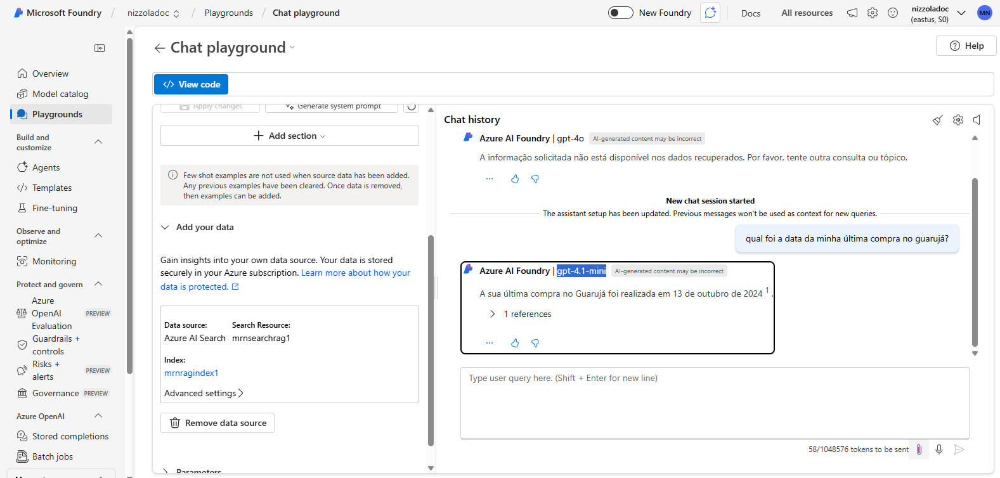 Microsoft Foundry / nizzoladoc / Playgrounds / Chat playground
New Foundry
Docs
All resources
nizzoladoc
(eastus, S0)
MN
Overview
Model catalog
Playgrounds
Build and
customize
Agents
Templates
Fine-tuning
Observe and
optimize
Monitoring
Protect and govern
Azure
OpenAI
Evaluation
PREVIEW
Guardrails +
controls
Risks +
alerts
PREVIEW
Governance PREVIEW
Azure OpenAI
Stored completions
Batch jobs
Chat playground
Help
View code
Apply changes
Generate system prompt
Add section
Few shot examples are not used when source data has been added.
Any previous examples have been cleared. Once data is removed,
then examples can be added.
Add your data
Gain insights into your own data source. Your data is stored
securely in your Azure subscription. Learn more about how your
data is protected.
Data source: Search Resource:
Azure AI Search mrnsearchrag1
Index:
mrnragindex1
Advanced settings
Remove data source
Parameters
Chat history
Azure AI Foundry | gpt-4o AI-generated content may be incorrect
A informação solicitada não está disponível nos dados recuperados. Por favor, tente outra consulta ou tópico.
New chat session started
The assistant setup has been updated. Previous messages won't be used as context for new queries.
qual foi a data da minha última compra no guarujá?
Azure AI Foundry | gpt-4.1-mini AI-generated content may be incorrect
A sua última compra no Guarujá foi realizada em 13 de outubro de 2024 1 .
1 references
Type user query here. (Shift + Enter for new line)
58/1048576 tokens to be sent